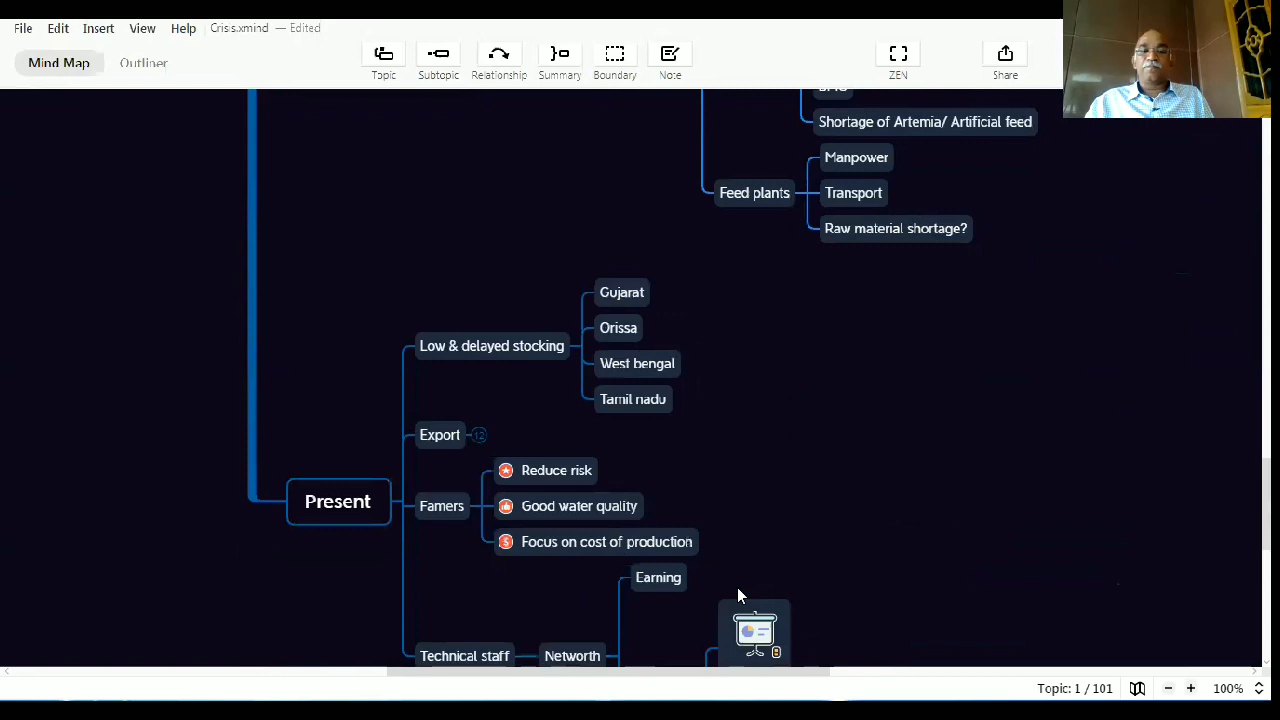 File Edit Insert View Help Crisis.xmind — Edited
Mind Map Outliner
Topic Subtopic Relationship Summary Boundary Note ZEN Share
Shortage of Artemia/ Artificial feed
Manpower
Feed plants
Transport
Raw material shortage?
Gujarat
Orissa
Low & delayed stocking
West bengal
Tamil nadu
Export 12
Reduce risk
Present
Famers
Good water quality
Focus on cost of production
Earning
Technical staff
Networth
Topic: 1 / 101 100%